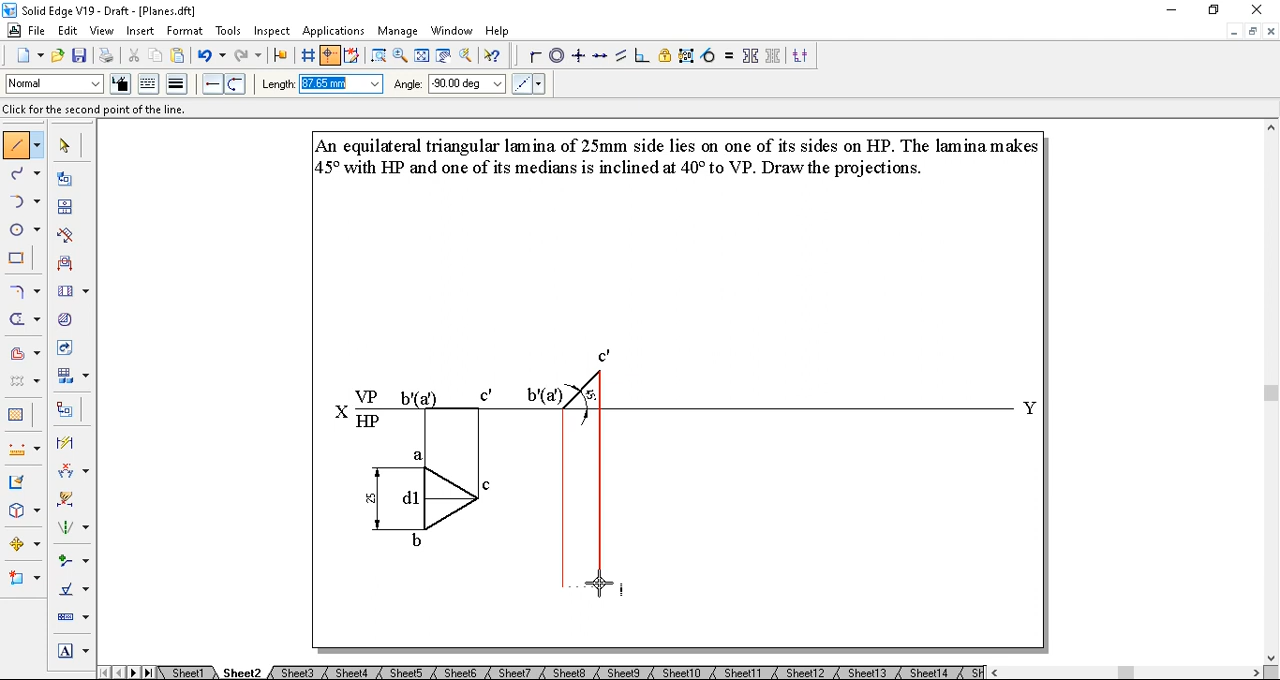 Solid Edge V19 - Draft - [Planes.dft]
File Edit View Insert Format Tools Inspect Applications Manage Window Help
Normal Length: 87.65 mm Angle: -90.00 deg
Click for the second point of the line.
An equilateral triangular lamina of 25mm side lies on one of its sides on HP. The lamina makes
45° with HP and one of its medians is inclined at 40° to VP. Draw the projections.
c'
VP b'(a') c' b'(a')
X Y
HP
a
c
25 d1
b
A
Sheet1 Sheet2 Sheet3 Sheet4 Sheet5 Sheet6 Sheet7 Sheet8 Sheet9 Sheet10 Sheet11 Sheet12 Sheet13 Sheet14